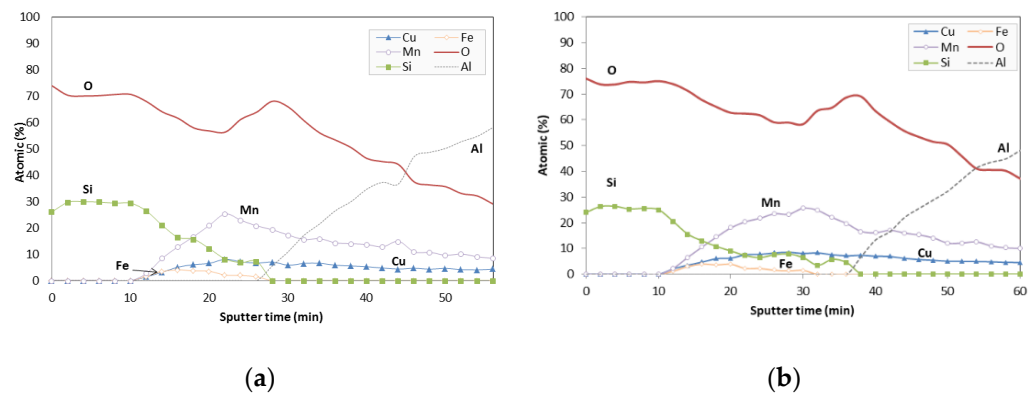 100
90
80
70
60
50
40
30
20
10
0
Atomic (%)
Cu Fe
Mn O
Si Al
O
Si
Mn
Fe
Cu
Al
0 10 20 30 40 50
Sputter time (min)
(a)
100
90
80
70
60
50
40
30
20
10
0
Atomic (%)
Cu Fe
Mn O
Si Al
O
Si
Mn
Fe
Cu
Al
0 10 20 30 40 50 60
Sputter time (min)
(b)